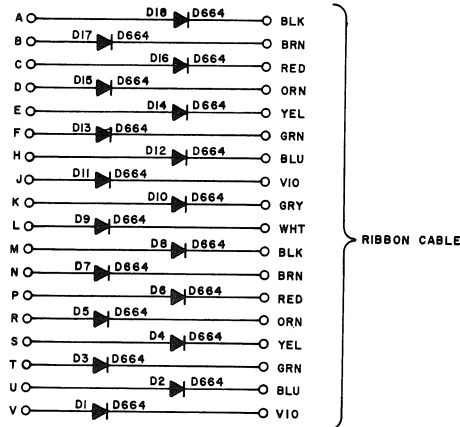 A D18 D664 BLK
B D17 D664 BRN
C D16 D664 RED
D D15 D664 ORN
E D14 D664 YEL
F D13 D664 GRN
H D12 D664 BLU
J D11 D664 VIO
K D10 D664 GRY
L D9 D664 WHT
M D8 D664 BLK
N D7 D664 BRN
P D6 D664 RED
R D5 D664 ORN
S D4 D664 YEL
T D3 D664 GRN
U D2 D664 BLU
V D1 D664 VIO
RIBBON CABLE